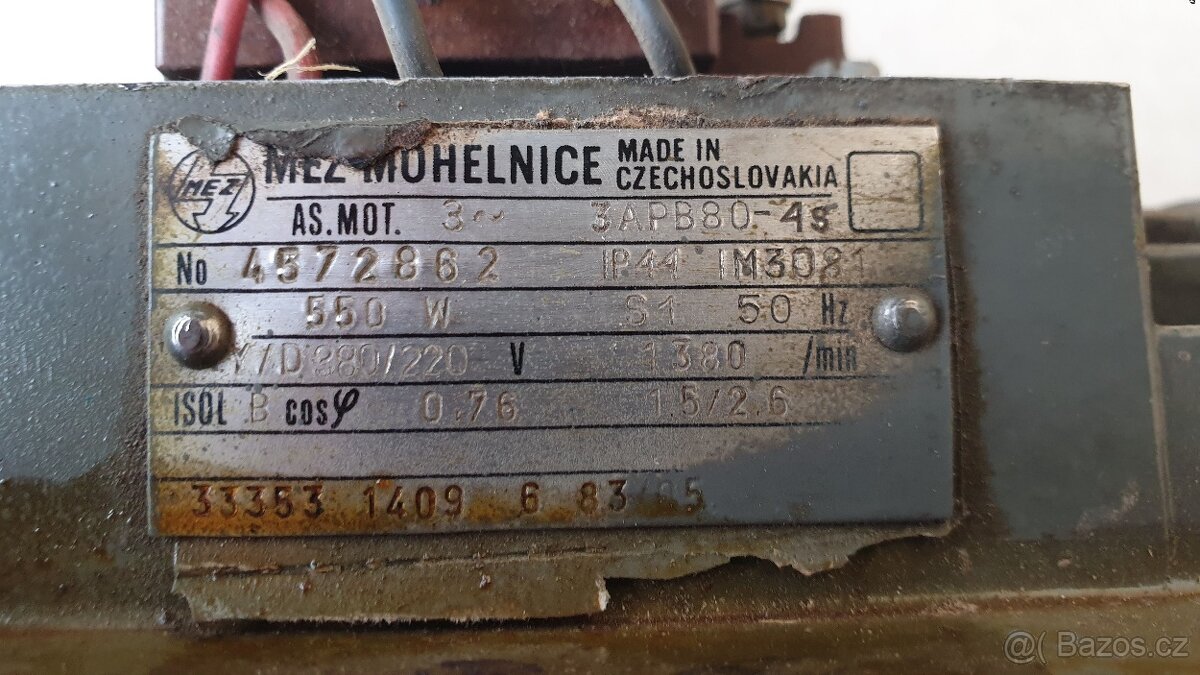 MEZ MOHELNICE MADE IN CZECHOSLOVAKIA
MEZ
AS.MOT. 3~ 3APB80-4s
No 4572862 IP44 IM3081
550 W S1 50 Hz
Y/D 380/220 V 1380 /min
ISOL B cosφ 0.76 1.5/2.6
33353 1409 6 83
@( Bazos.cz